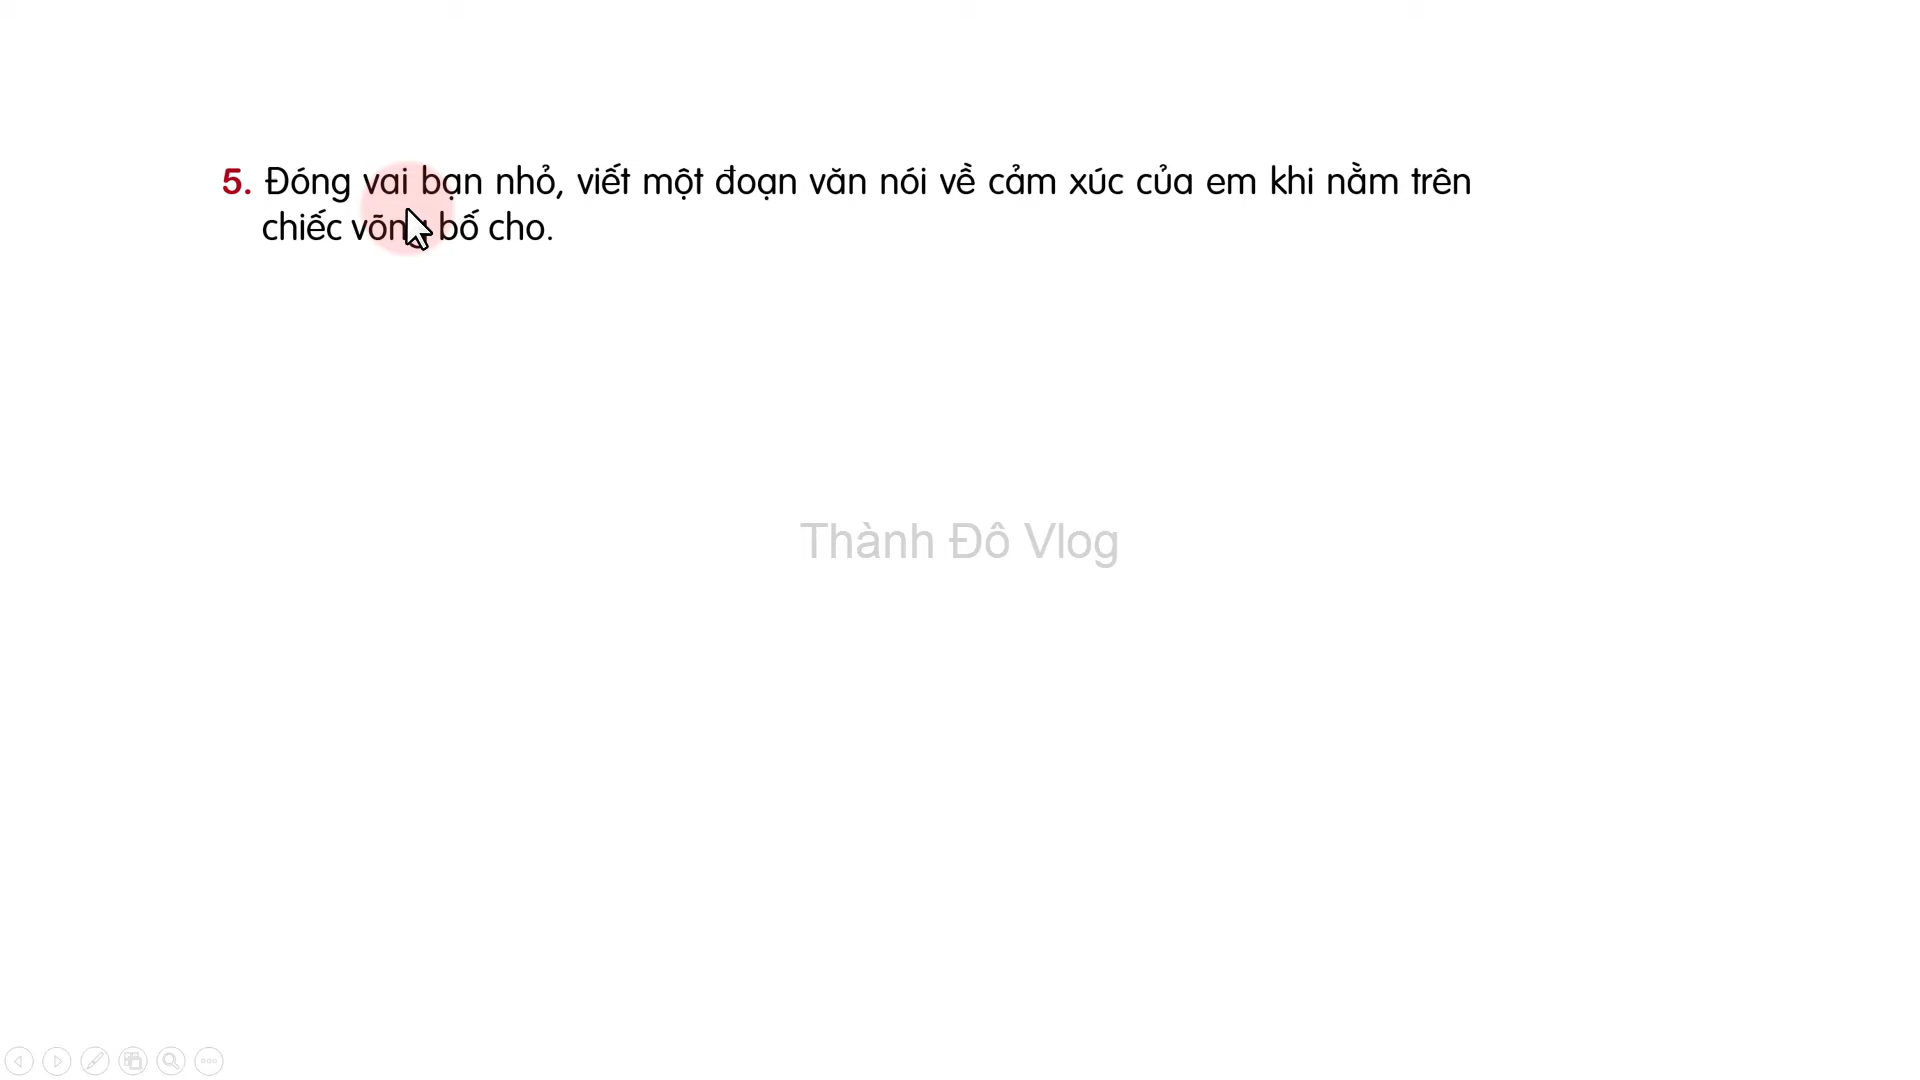 5. Đóng vai bạn nhỏ, viết một đoạn văn nói về cảm xúc của em khi nằm trên
chiếc võng bố cho.
Thành Đô Vlog